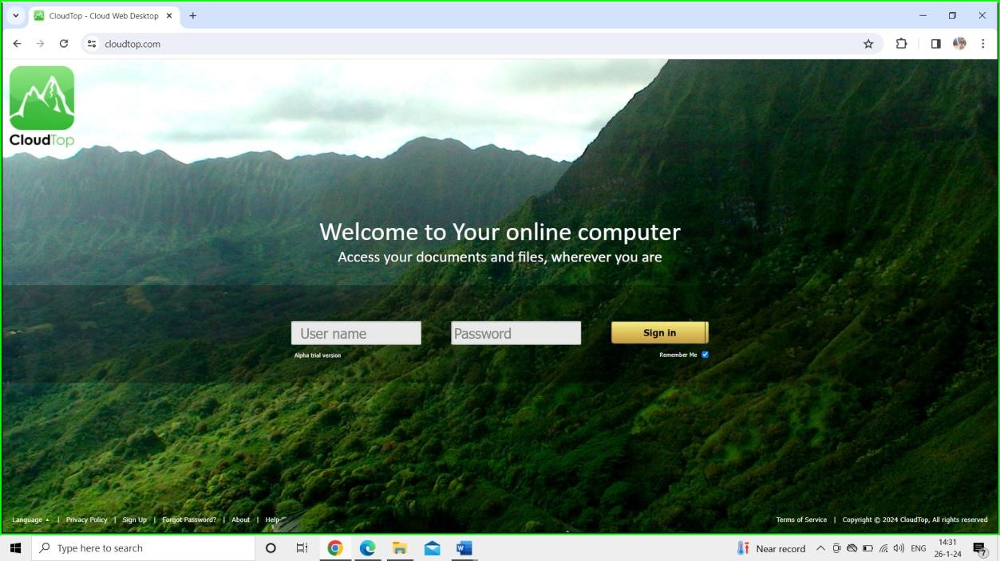 CloudTop - Cloud Web Desktop
cloudtop.com
CloudTop
Welcome to Your online computer
Access your documents and files, wherever you are
User name
Password
Sign in
Alpha trial version
Remember Me
Language | Privacy Policy | Sign Up | Forgot Password? | About | Help
Terms of Service | Copyright © 2024 CloudTop, All rights reserved
Type here to search
Near record
ENG
14:31
26-1-24
7